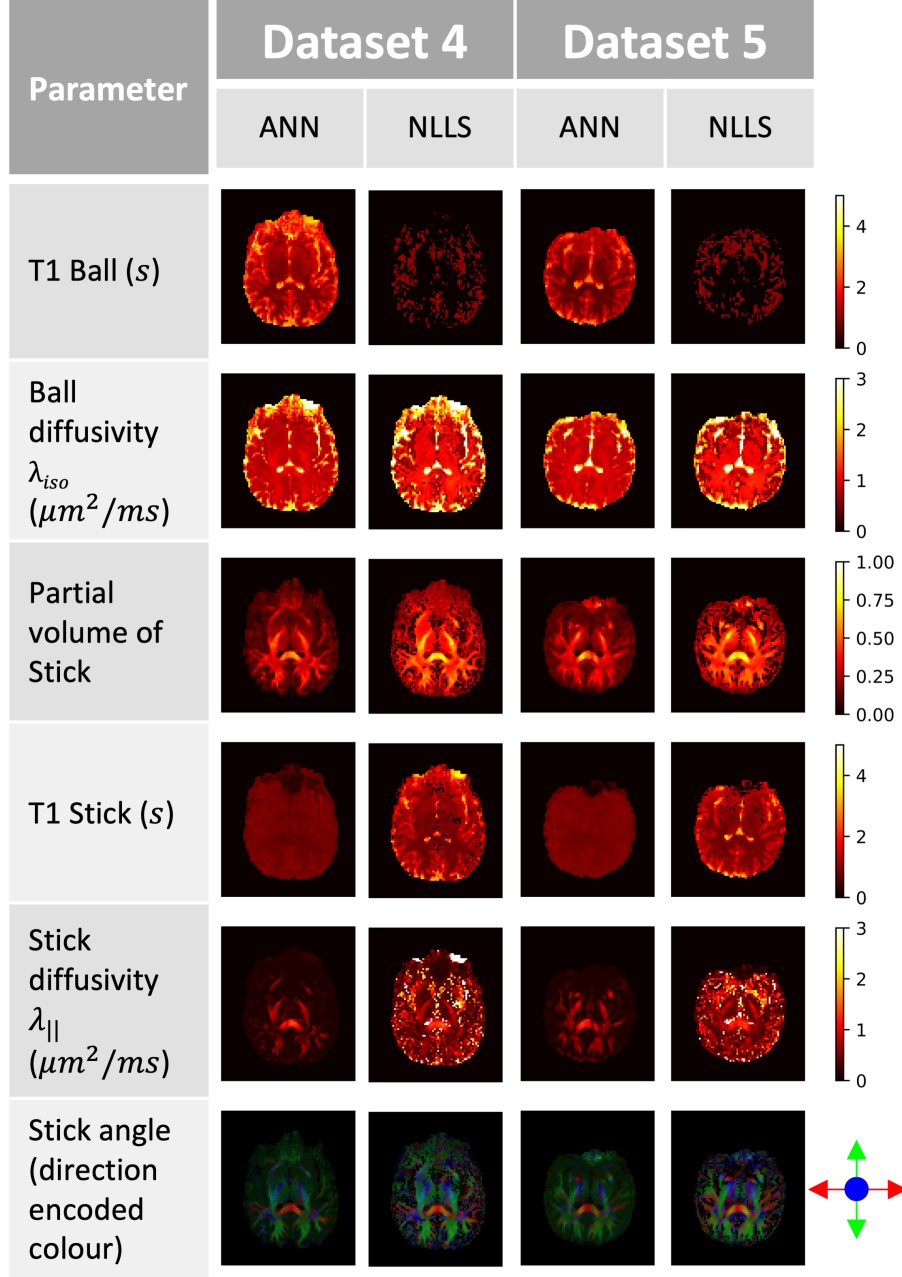 Parameter
Dataset 4
Dataset 5
ANN
NLLS
ANN
NLLS
T1 Ball (s)
4
2
0
Ball
diffusivity
λiso
(μm²/ms)
3
2
1
0
Partial
volume of
Stick
1.00
0.75
0.50
0.25
0.00
T1 Stick (s)
4
2
0
Stick
diffusivity
λ||
(μm²/ms)
3
2
1
0
Stick angle
(direction
encoded
colour)